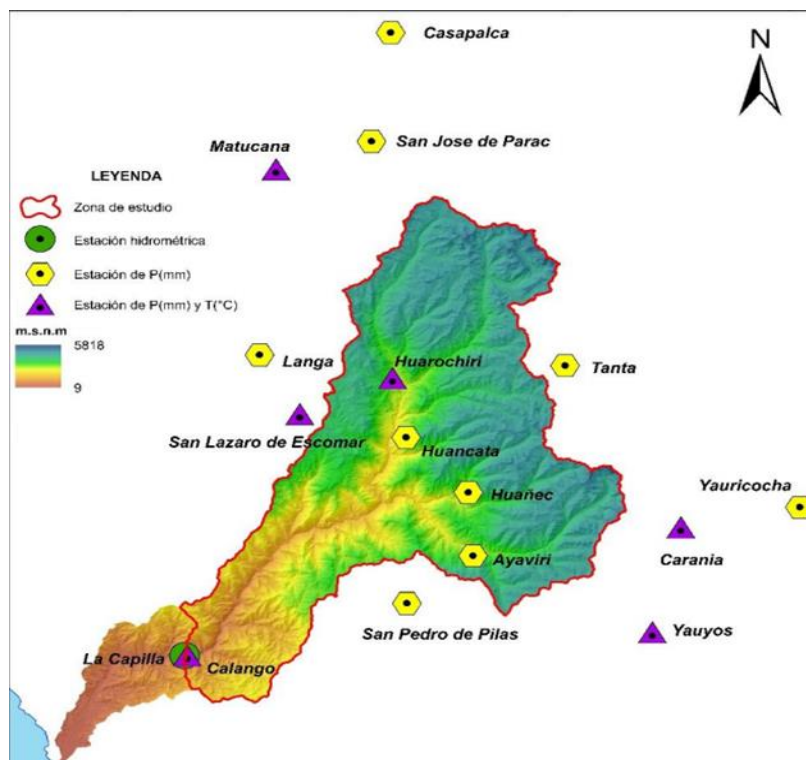 Casapalca
N
San Jose de Parac
Matucana
LEYENDA
Zona de estudio
Estación hidrométrica
Estación de P(mm)
Estación de P(mm) y T(°C)
m.s.n.m
5818
9
Langa
Huarochiri
Tanta
San Lazaro de Escomar
Huancata
Huañec
Yauricocha
Ayaviri
Carania
San Pedro de Pilas
Yauyos
La Capilla
Calango